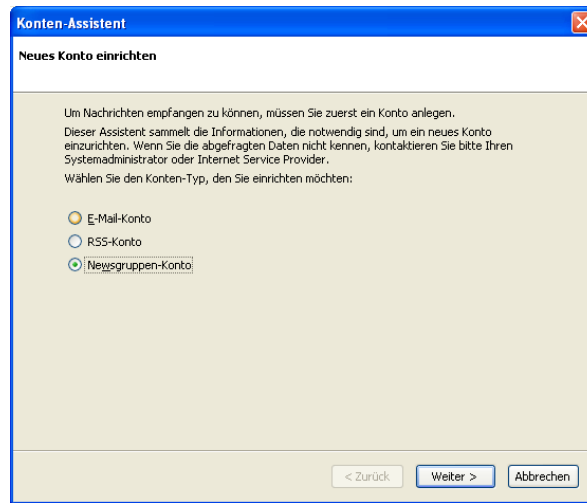 Konten-Assistent
Neues Konto einrichten
Um Nachrichten empfangen zu können, müssen Sie zuerst ein Konto anlegen.
Dieser Assistent sammelt die Informationen, die notwendig sind, um ein neues Konto
einzurichten. Wenn Sie die abgefragten Daten nicht kennen, kontaktieren Sie bitte Ihren
Systemadministrator oder Internet Service Provider.
Wählen Sie den Konten-Typ, den Sie einrichten möchten:
E-Mail-Konto
RSS-Konto
Newsgruppen-Konto
< Zurück Weiter > Abbrechen